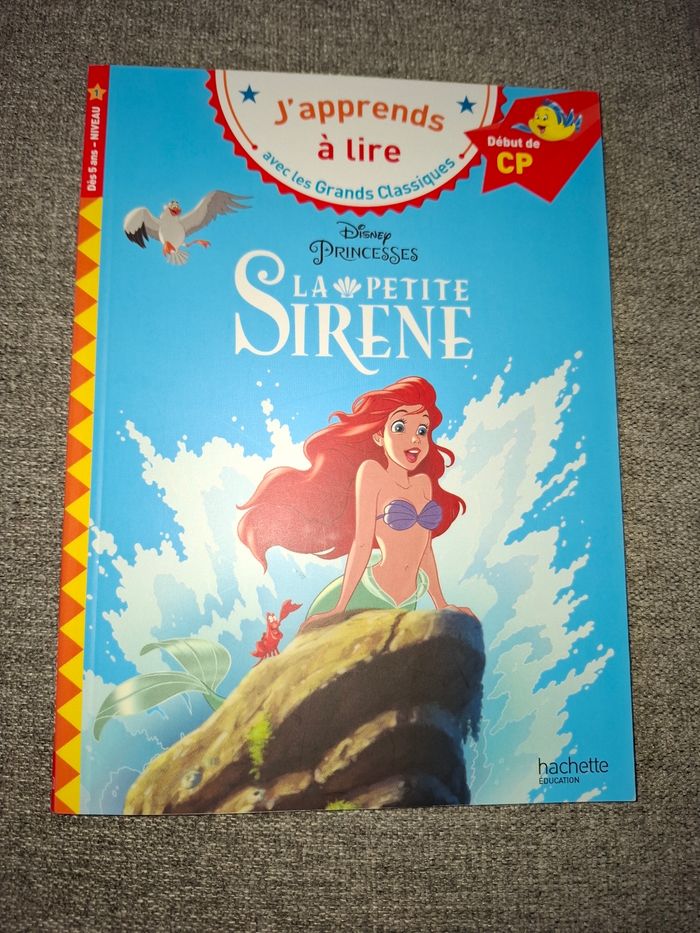 J'apprends
à lire
avec les Grands Classiques
Début de
CP
Dès 5 ans - NIVEAU 1
Disney
PRINCESSES
LA PETITE
SIRENE
hachette
ÉDUCATION